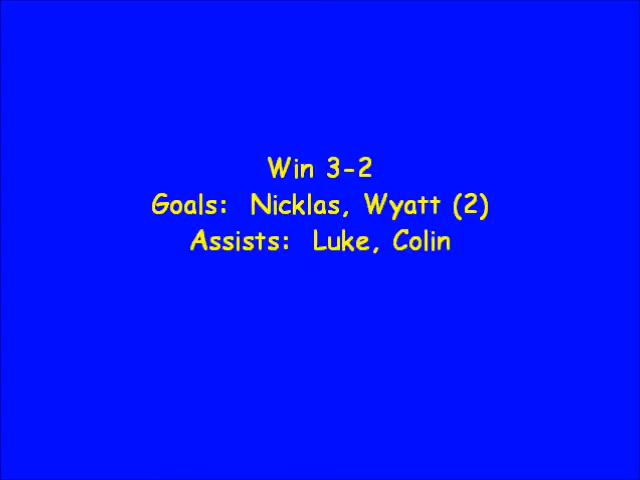 Win 3-2
Goals:  Nicklas, Wyatt (2)
Assists:  Luke, Colin